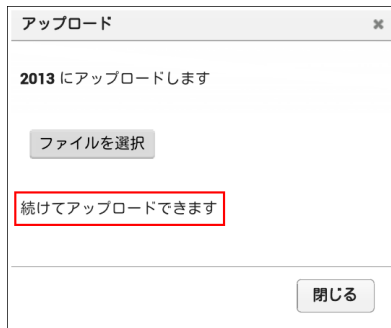 アップロード ×
2013 にアップロードします
ファイルを選択
続けてアップロードできます
閉じる